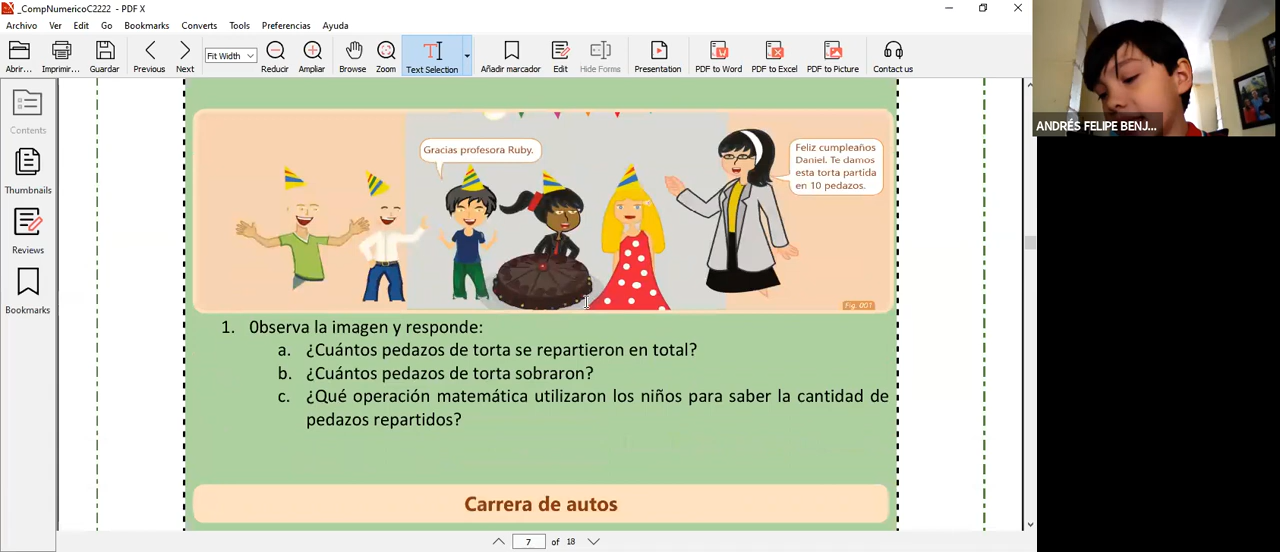 _CompNumericoC2222 - PDF X
Archivo Ver Edit Go Bookmarks Converts Tools Preferencias Ayuda
Abrir... Imprimir... Guardar Previous Next Fit Width Reducir Ampliar Browse Zoom Text Selection Añadir marcador Edit Hide Forms Presentation PDF to Word PDF to Excel PDF to Picture Contact us
Contents
Thumbnails
Reviews
Bookmarks
Gracias profesora Ruby.
Feliz cumpleaños
Daniel. Te damos
esta torta partida
en 10 pedazos.
Fig. 001
1. Observa la imagen y responde:
a. ¿Cuántos pedazos de torta se repartieron en total?
b. ¿Cuántos pedazos de torta sobraron?
c. ¿Qué operación matemática utilizaron los niños para saber la cantidad de
pedazos repartidos?
Carrera de autos
7 of 18
ANDRÉS FELIPE BENJ...